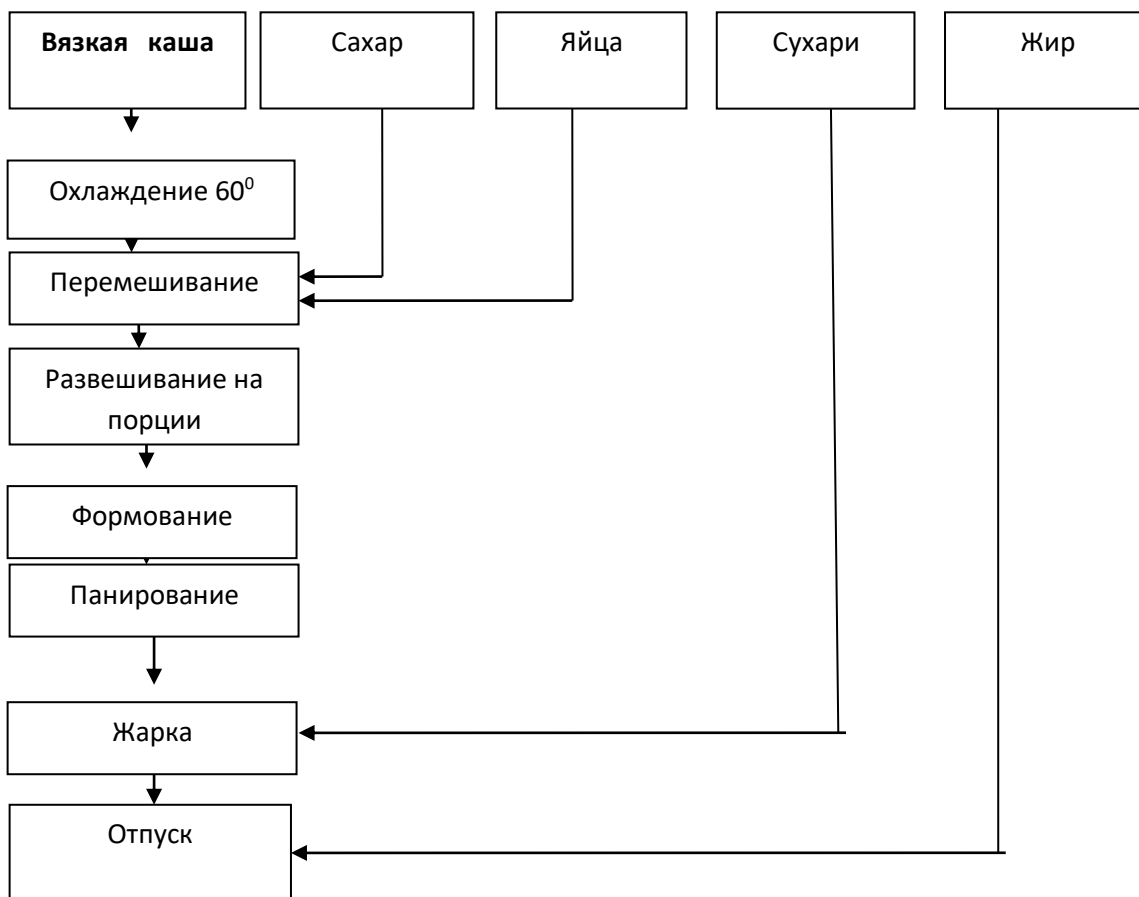 Вязкая каша
Сахар
Яйца
Сухари
Жир
Охлаждение 60⁰
Перемешивание
Развешивание на
порции
Формование
Панирование
Жарка
Отпуск